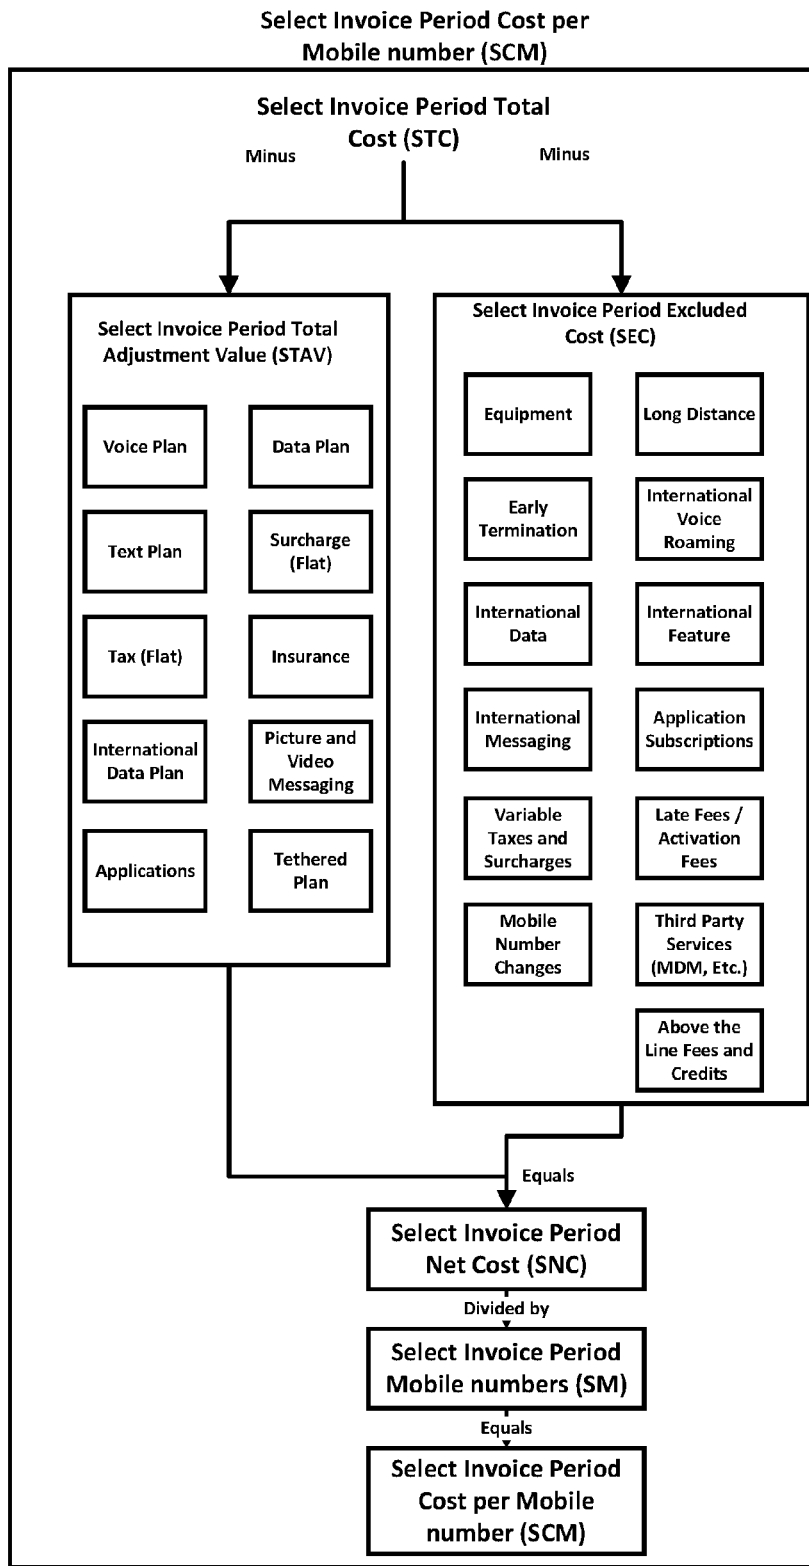 Select Invoice Period Cost per
Mobile number (SCM)
Select Invoice Period Total
Cost (STC)
Minus
Minus
Select Invoice Period Total
Adjustment Value (STAV)
Voice Plan
Data Plan
Text Plan
Surcharge
(Flat)
Tax (Flat)
Insurance
International
Data Plan
Picture and
Video
Messaging
Applications
Tethered
Plan
Select Invoice Period Excluded
Cost (SEC)
Equipment
Long Distance
Early
Termination
International
Voice
Roaming
International
Data
International
Feature
International
Messaging
Application
Subscriptions
Variable
Taxes and
Surcharges
Late Fees /
Activation
Fees
Mobile
Number
Changes
Third Party
Services
(MDM, Etc.)
Above the
Line Fees and
Credits
Equals
Select Invoice Period
Net Cost (SNC)
Divided by
Select Invoice Period
Mobile numbers (SM)
Equals
Select Invoice Period
Cost per Mobile
number (SCM)